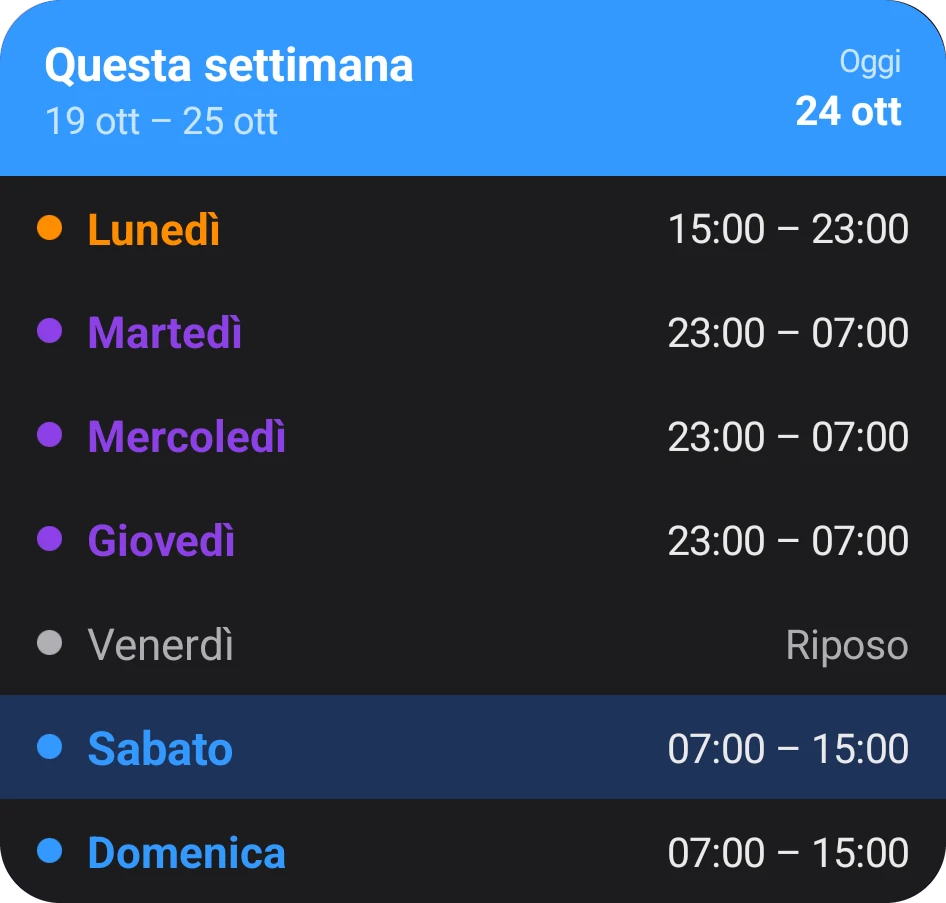 Questa settimana
19 ott – 25 ott
Oggi
24 ott
Lunedì 15:00 – 23:00
Martedì 23:00 – 07:00
Mercoledì 23:00 – 07:00
Giovedì 23:00 – 07:00
Venerdì Riposo
Sabato 07:00 – 15:00
Domenica 07:00 – 15:00